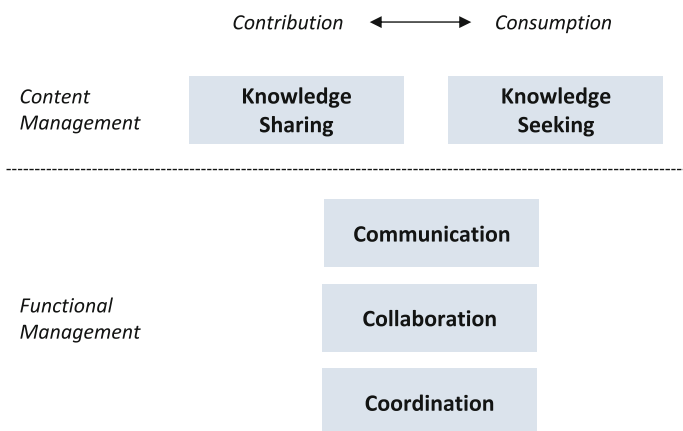 Contribution
Consumption
Content
Management
Knowledge
Sharing
Knowledge
Seeking
Communication
Functional
Management
Collaboration
Coordination